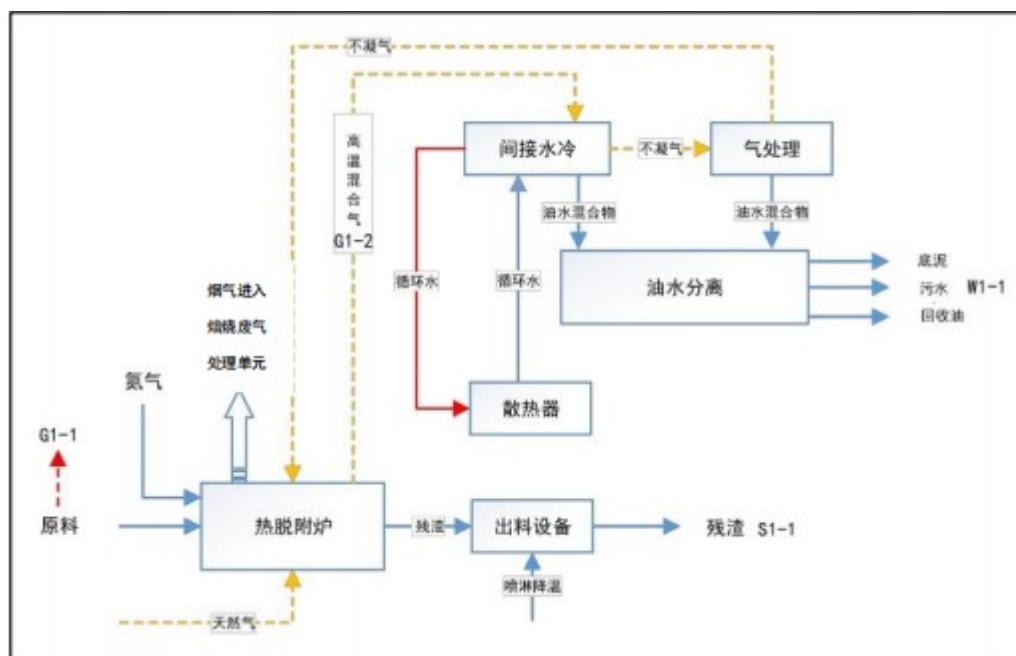 不凝气
高温混合气
G1-2
间接水冷
不凝气
气处理
油水混合物
油水混合物
循环水
循环水
油水分离
底泥
污水 W1-1
回收油
烟气进入
煅烧废气
处理单元
氮气
散热器
G1-1
原料
热脱附炉
残渣
出料设备
残渣 S1-1
喷淋降温
天然气